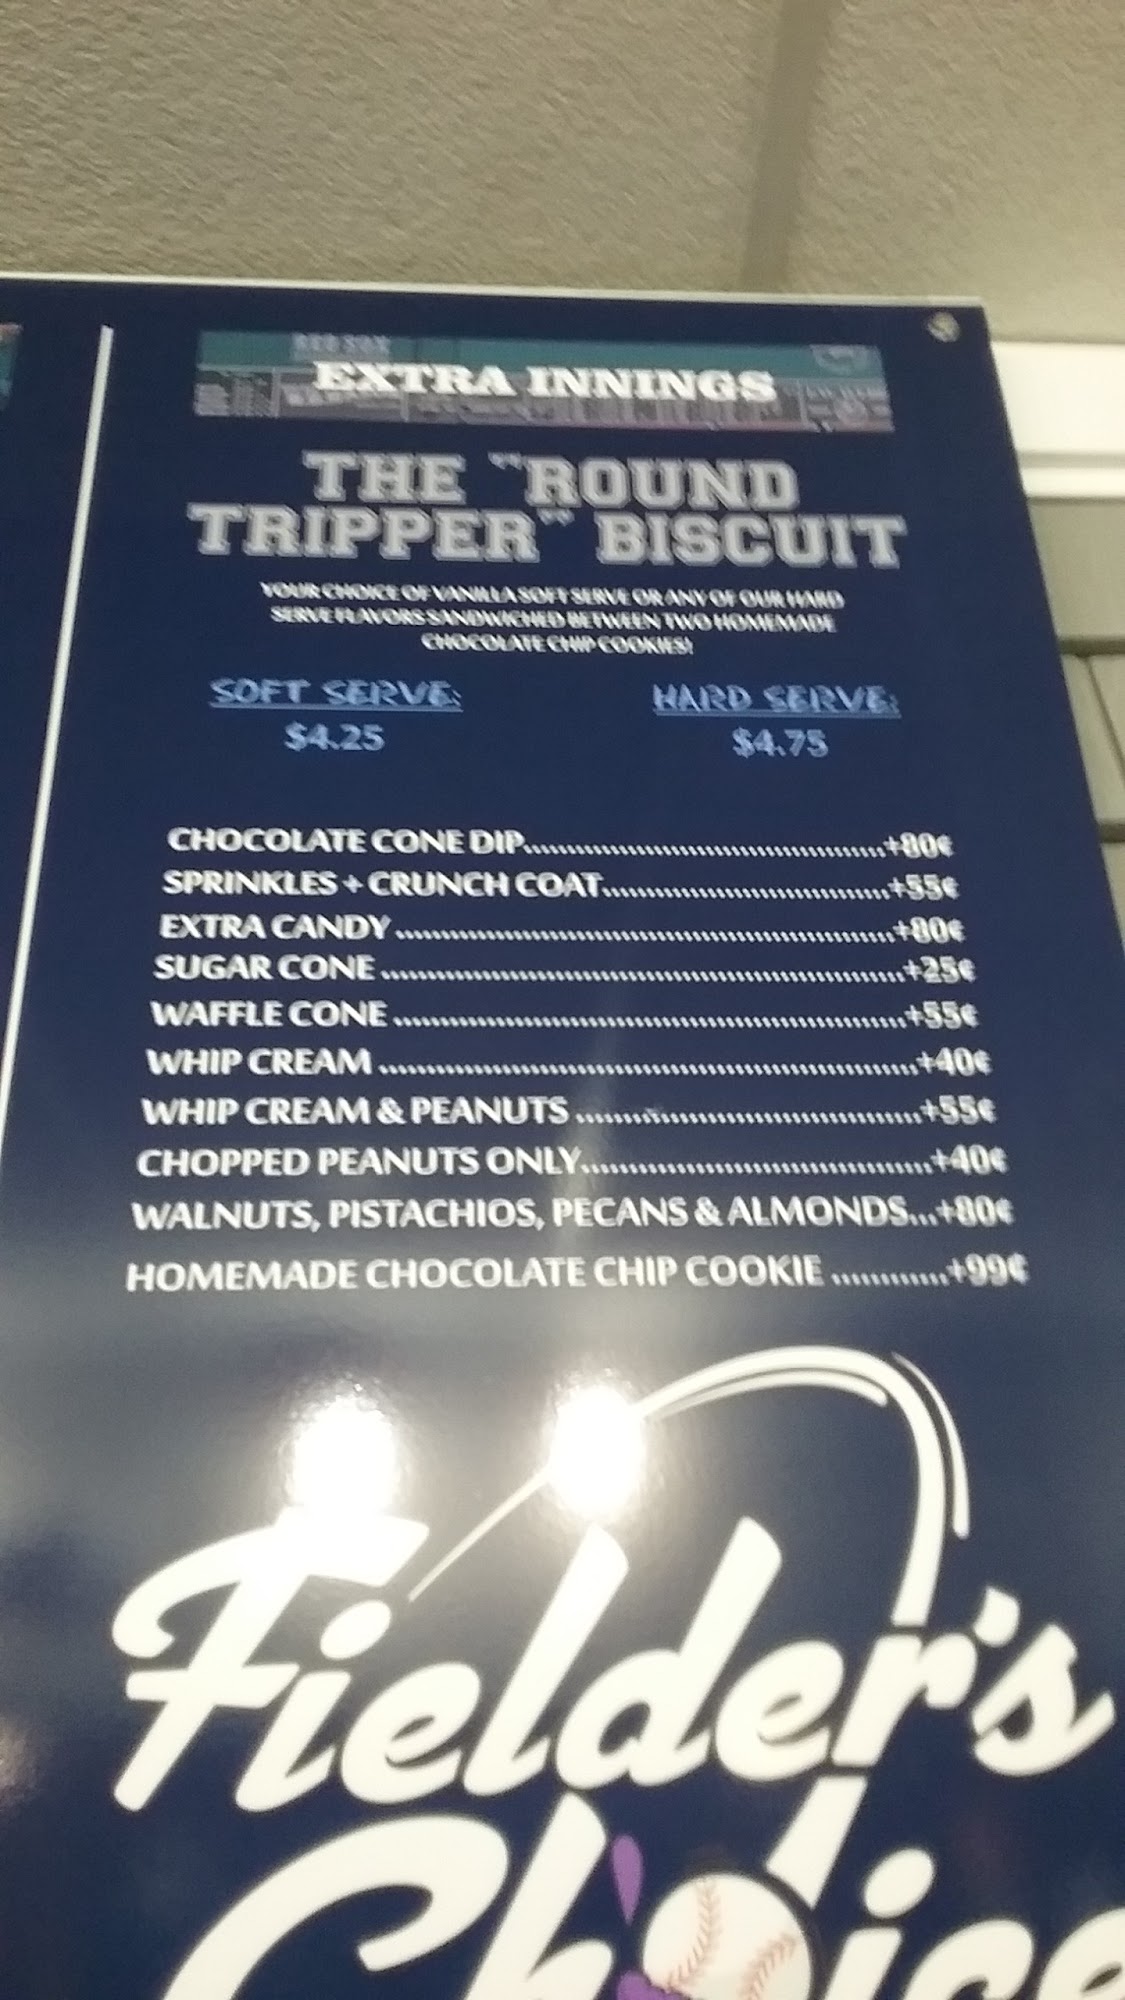 RED SOX
EXTRA INNINGS
THE "ROUND
TRIPPER" BISCUIT
YOUR CHOICE OF VANILLA SOFT SERVE OR ANY OF OUR HARD
SERVE FLAVORS SANDWICHED BETWEEN TWO HOMEMADE
CHOCOLATE CHIP COOKIES!
SOFT SERVE: HARD SERVE:
$4.25 $4.75
CHOCOLATE CONE DIP...+80¢
SPRINKLES + CRUNCH COAT...+55¢
EXTRA CANDY...+80¢
SUGAR CONE...+25¢
WAFFLE CONE...+55¢
WHIP CREAM...+40¢
WHIP CREAM & PEANUTS...+55¢
CHOPPED PEANUTS ONLY...+40¢
WALNUTS, PISTACHIOS, PECANS & ALMONDS...+80¢
HOMEMADE CHOCOLATE CHIP COOKIE...+99¢
Fielder's
Choice